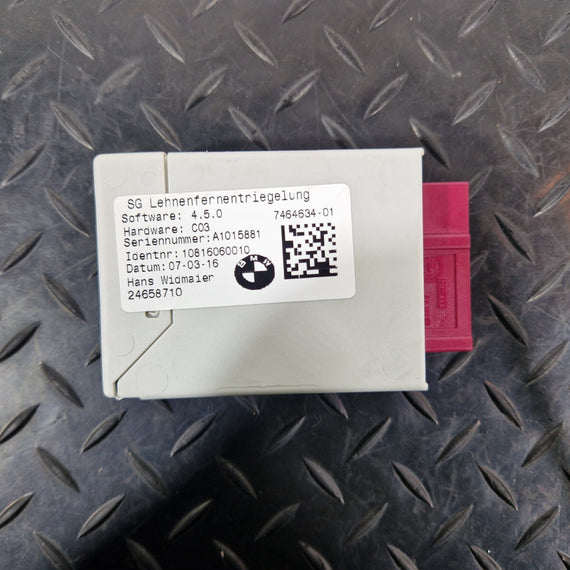 SG Lehnenfernentriegelung
Software: 4.5.0 7464634-01
Hardware: C03
Seriennummer:A1015881
Identnr:10816060010
Datum:07-03-16
BMW
Hans Widmaier
24658710